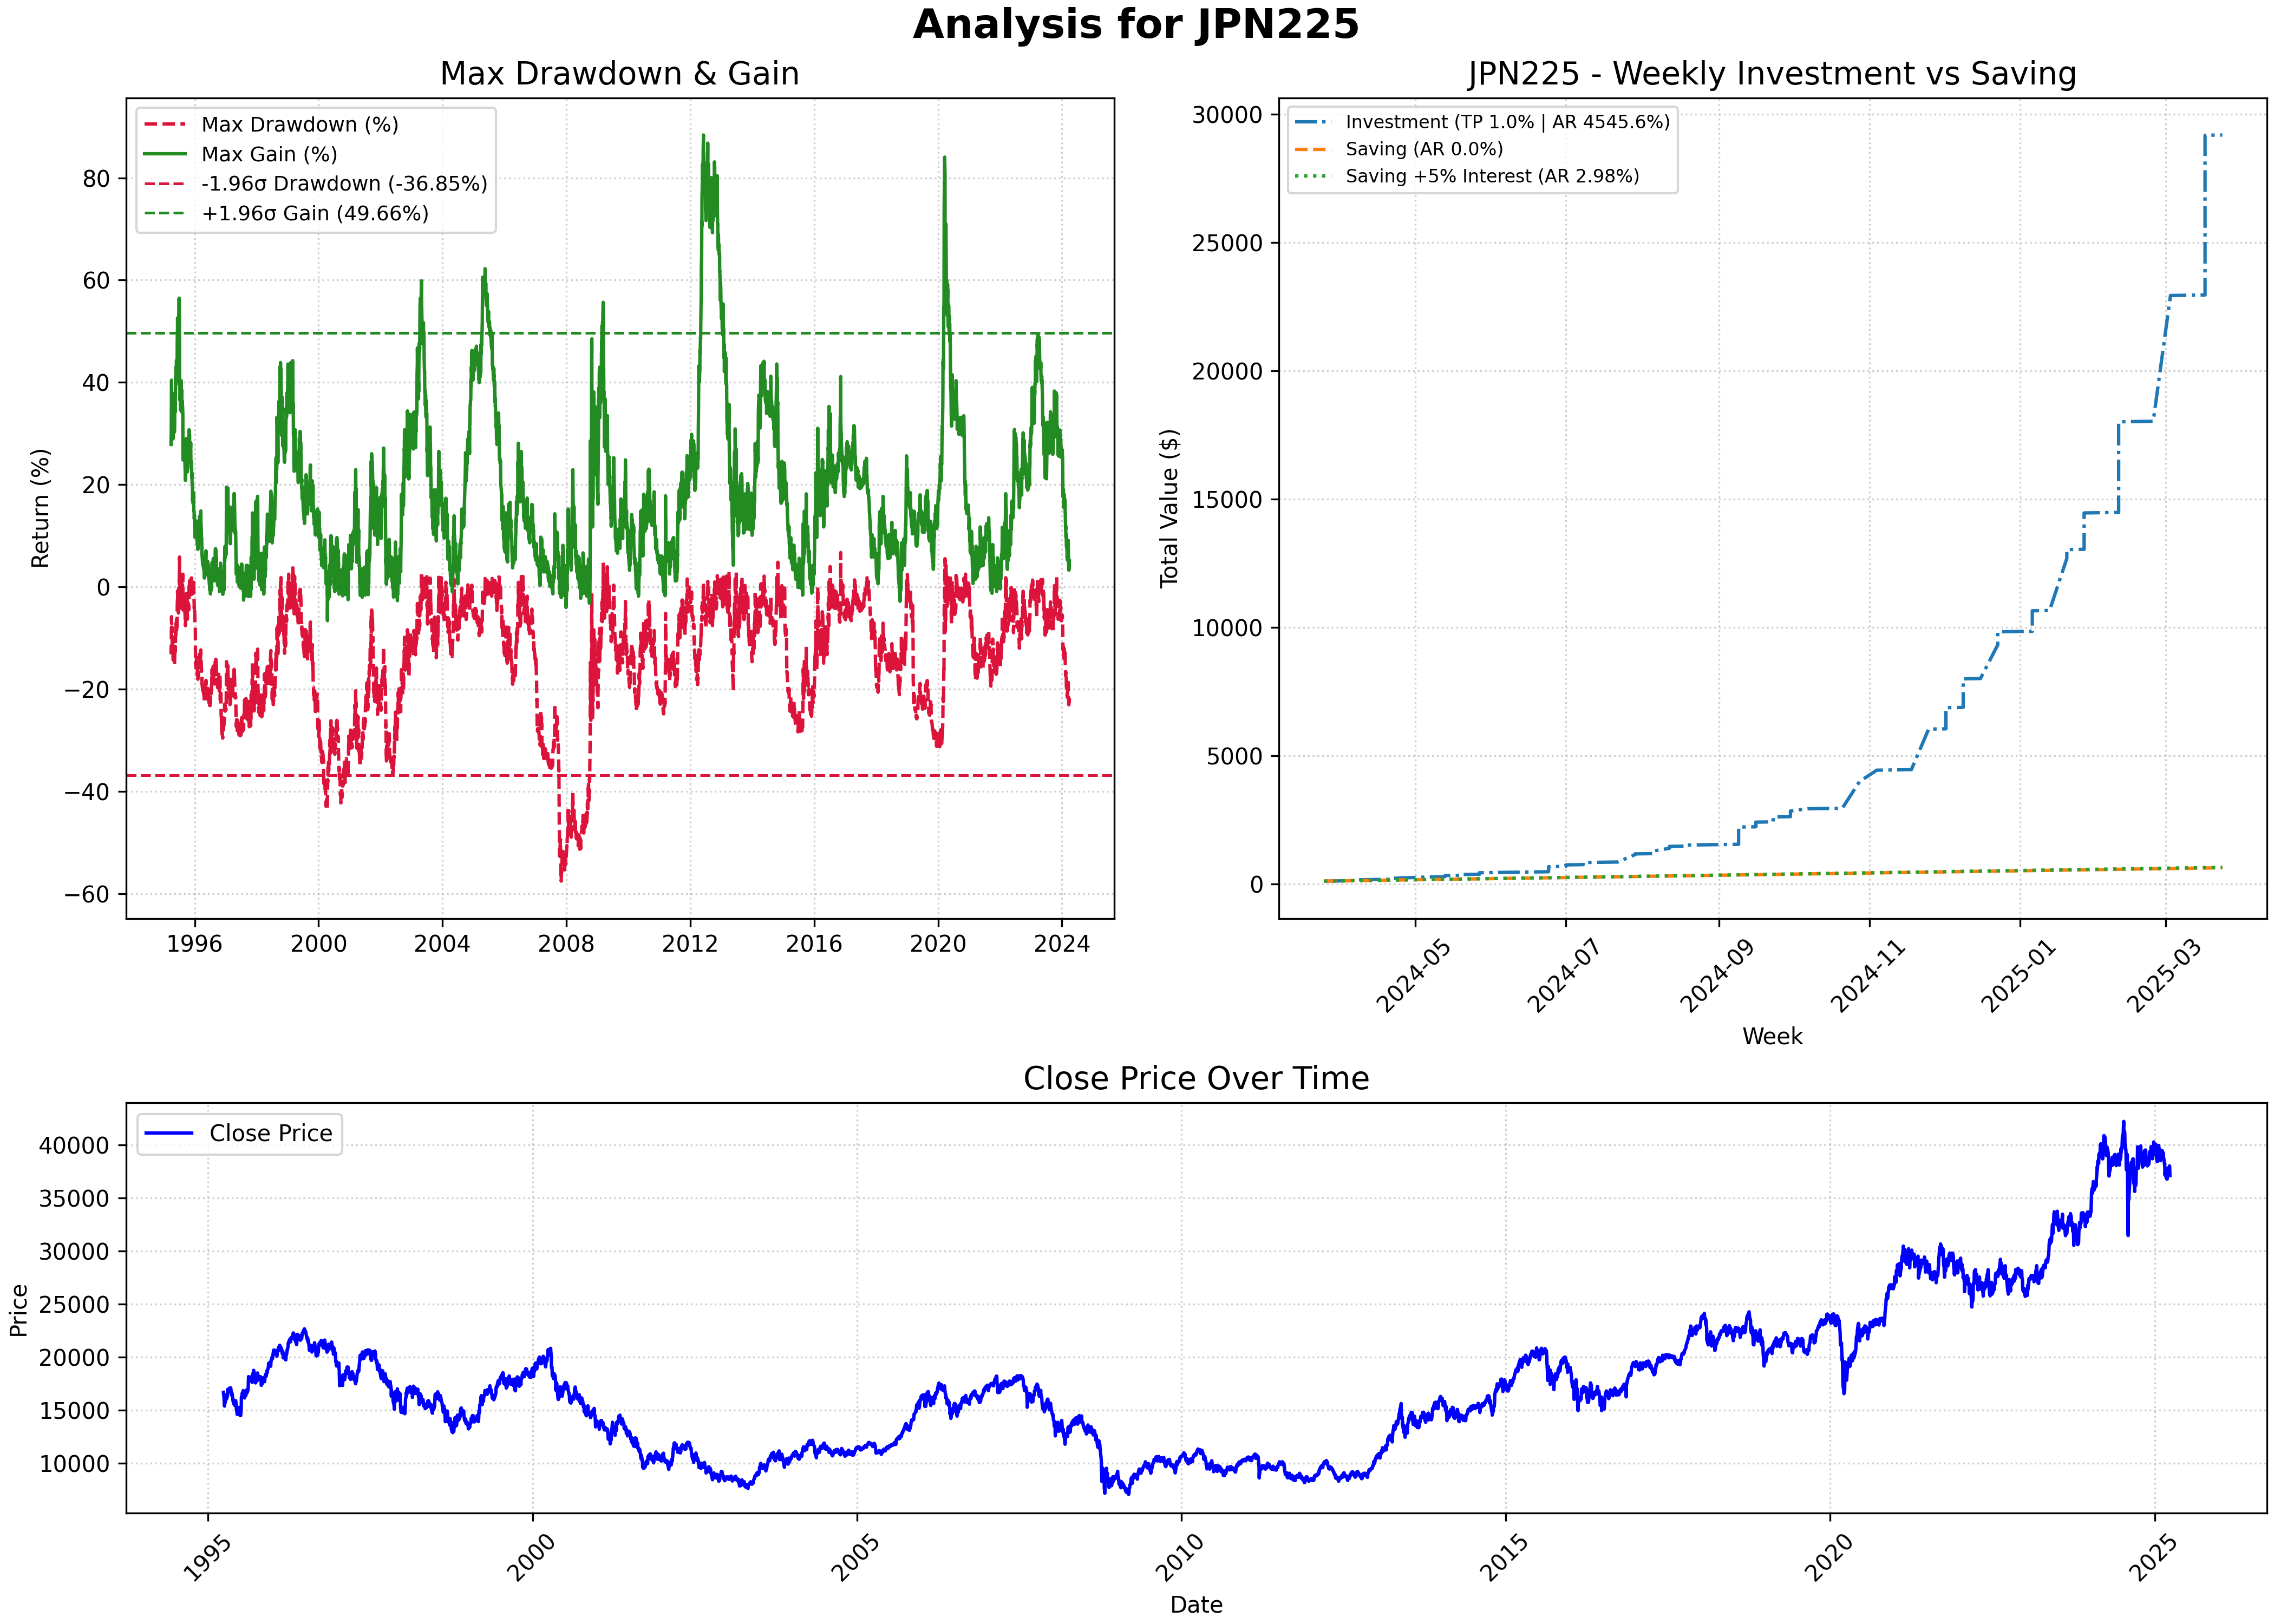 Analysis for JPN225
Max Drawdown & Gain
Max Drawdown (%)
Max Gain (%)
-1.96σ Drawdown (-36.85%)
+1.96σ Gain (49.66%)
Return (%)
80
60
40
20
0
−20
−40
−60
1996
2000
2004
2008
2012
2016
2020
2024
JPN225 - Weekly Investment vs Saving
Investment (TP 1.0% | AR 4545.6%)
Saving (AR 0.0%)
Saving +5% Interest (AR 2.98%)
Total Value ($)
30000
25000
20000
15000
10000
5000
0
2024-05
2024-07
2024-09
2024-11
2025-01
2025-03
Week
Close Price Over Time
Close Price
Price
40000
35000
30000
25000
20000
15000
10000
1995
2000
2005
2010
2015
2020
2025
Date